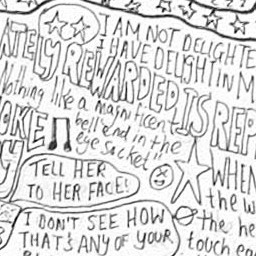 I AM NOT DELIGHTE
I HAVE DELIGHT IN M
ATELY REWARDED IS REP
Nothing like a magnificent
bell end in the
eye socket"
OKE
TELL HER
TO HER FACE!
WHEN
the w
I DON'T SEE HOW
THAT'S ANY OF YOUR
the he
touch ea